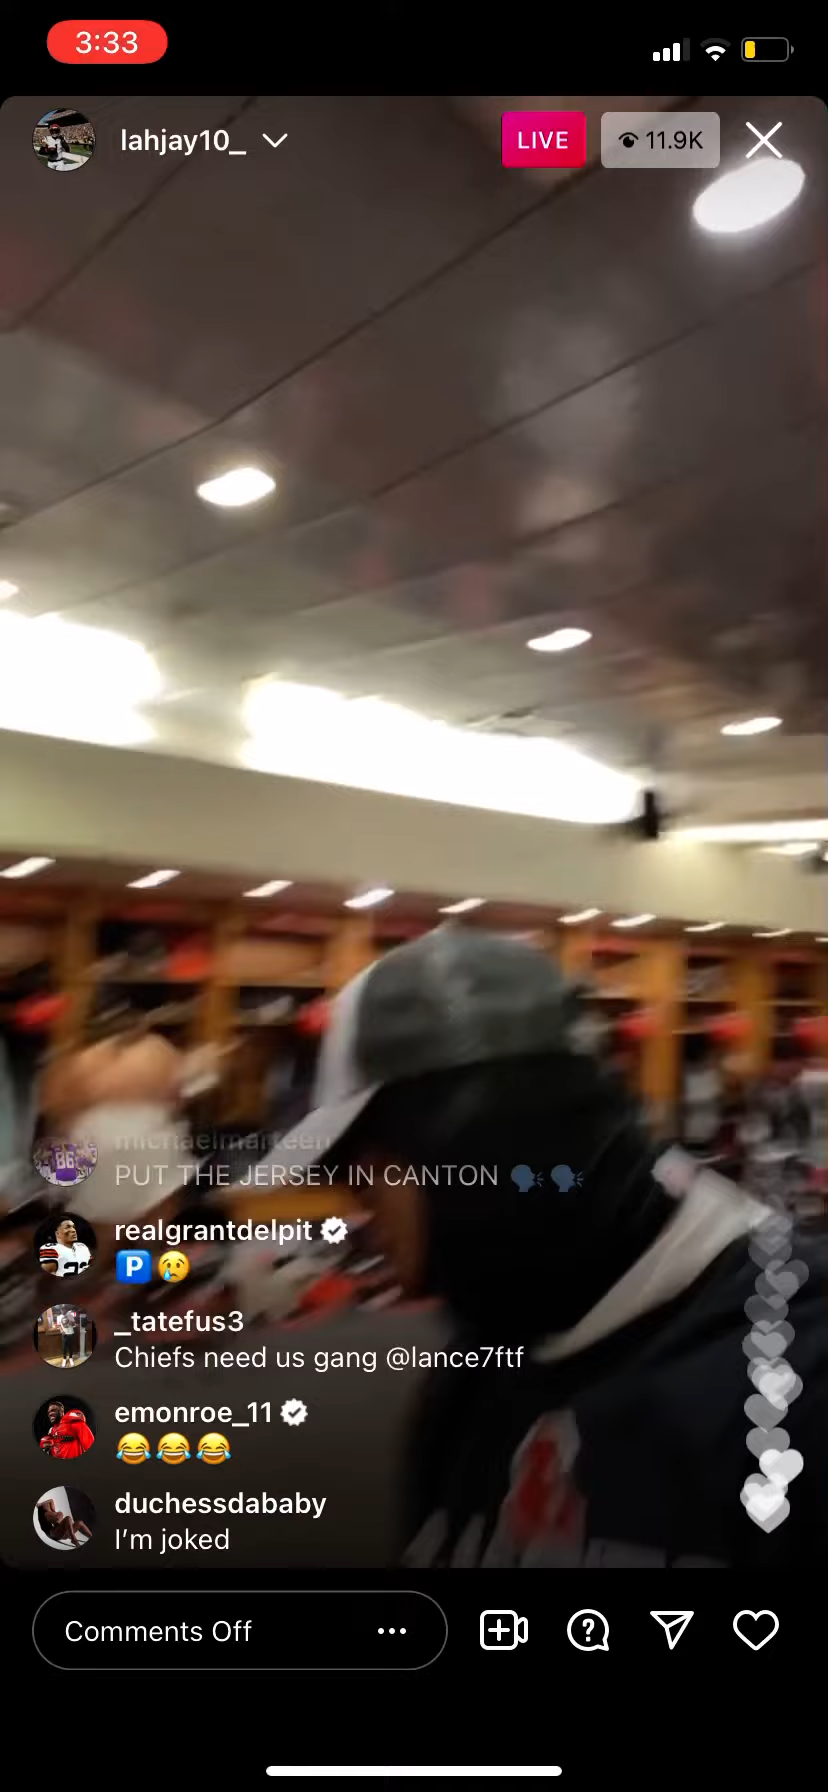 3:33
lahjay10_
LIVE
11.9K
michaelmarteen
PUT THE JERSEY IN CANTON 🗣️🗣️
realgrantdelpit
🅿️😢
_tatefus3
Chiefs need us gang @lance7ftf
emonroe_11
😂😂😂
duchessdababy
I'm joked
Comments Off